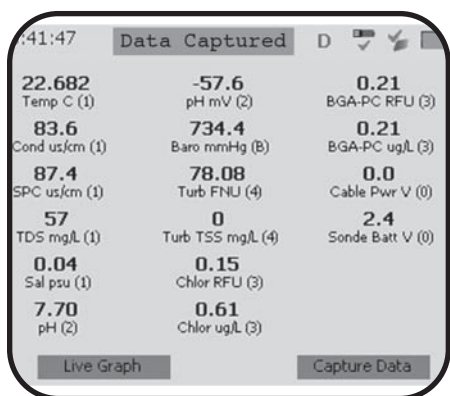 :41:47 Data Captured D
22.682 -57.6 0.21
Temp C (1) pH mV (2) BGA-PC RFU (3)
83.6 734.4 0.21
Cond us/cm (1) Baro mmHg (B) BGA-PC ug/L (3)
87.4 78.08 0.0
SPC us/cm (1) Turb FNU (4) Cable Pwr V (0)
57 0 2.4
TDS mg/L (1) Turb TSS mg/L (4) Sonde Batt V (0)
0.04 0.15
Sal psu (1) Chlor RFU (3)
7.70 0.61
pH (2) Chlor ug/L (3)
Live Graph Capture Data